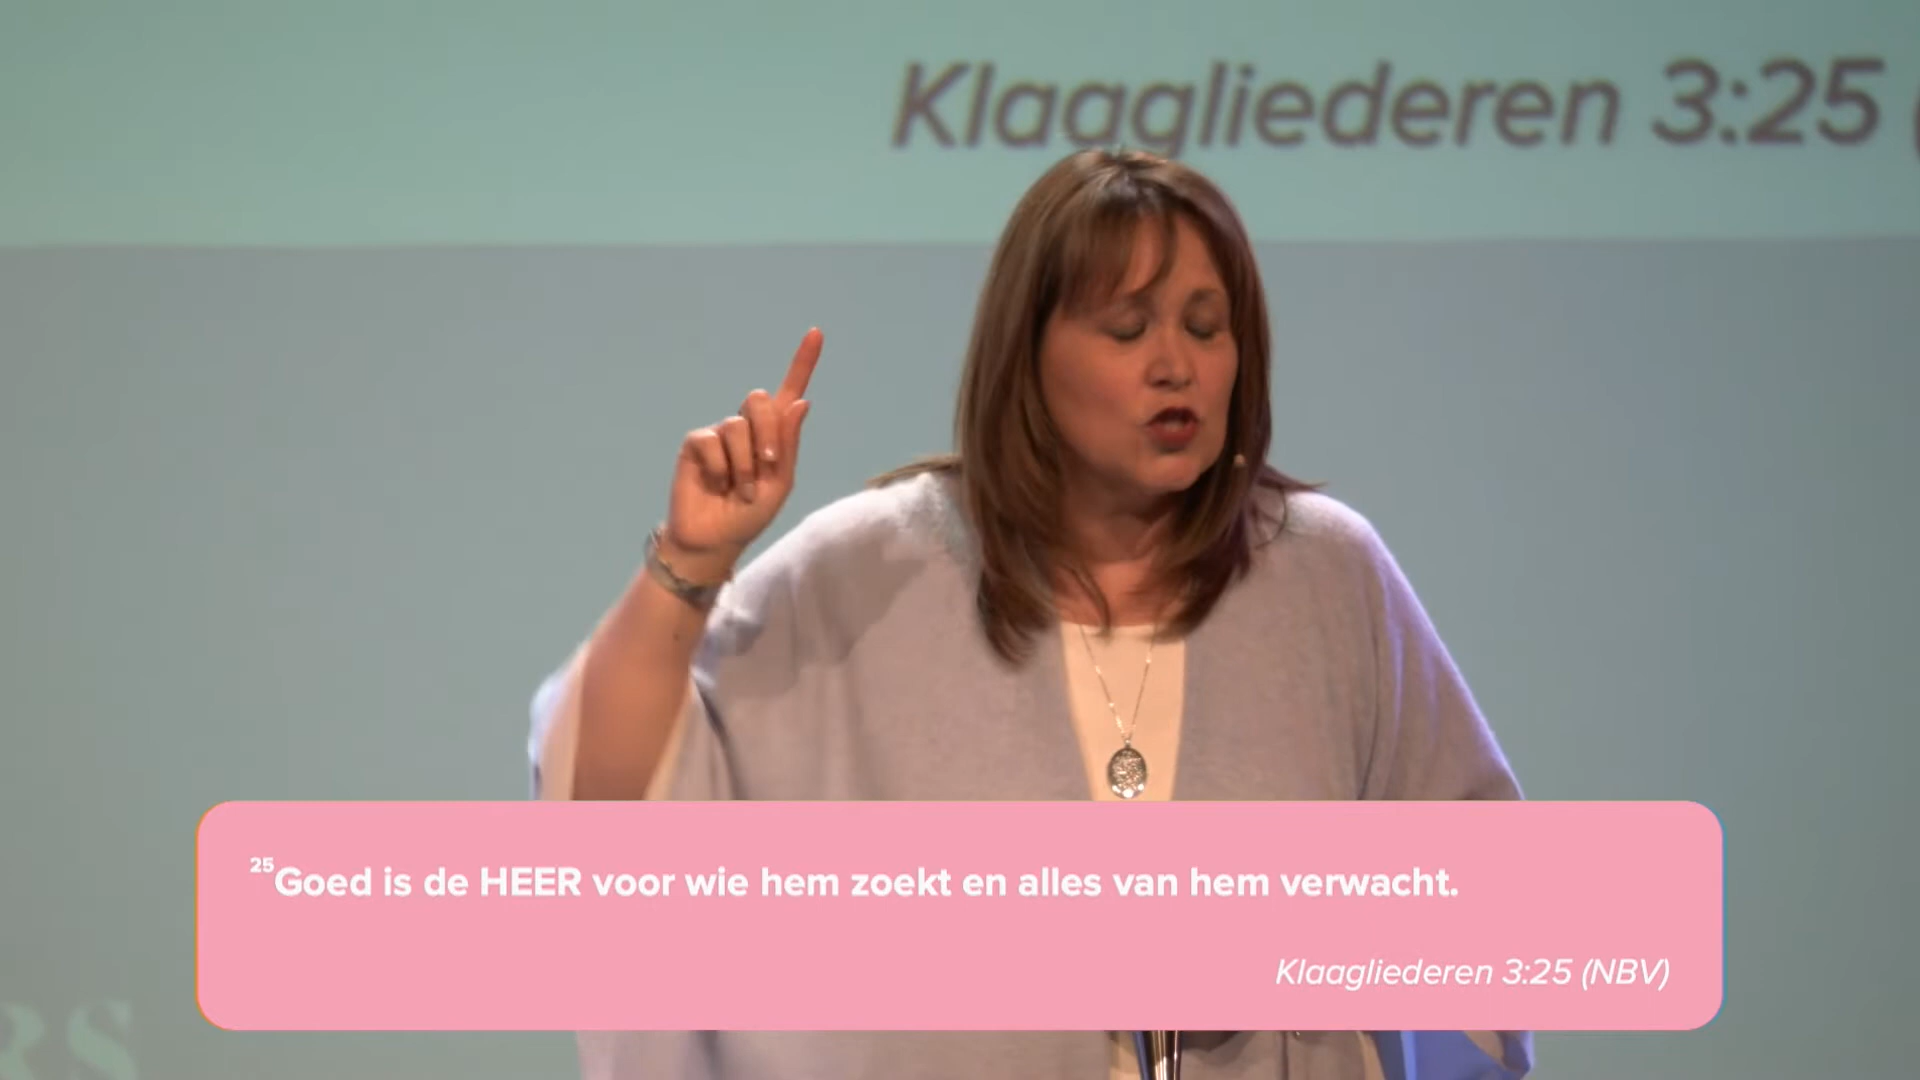 Klaagliederen 3:25 (
25Goed is de HEER voor wie hem zoekt en alles van hem verwacht.
Klaagliederen 3:25 (NBV)
RS